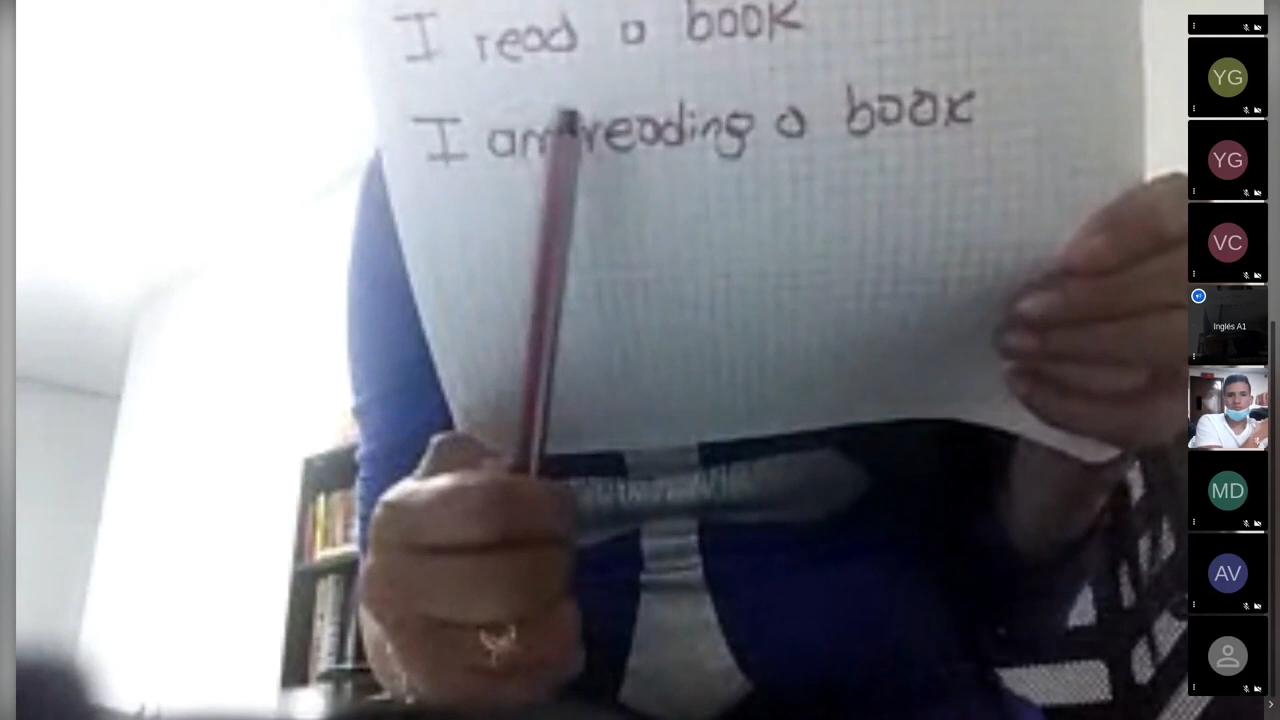 I read a book
I am reading a book
YG
YG
VC
Inglés A1
MD
AV